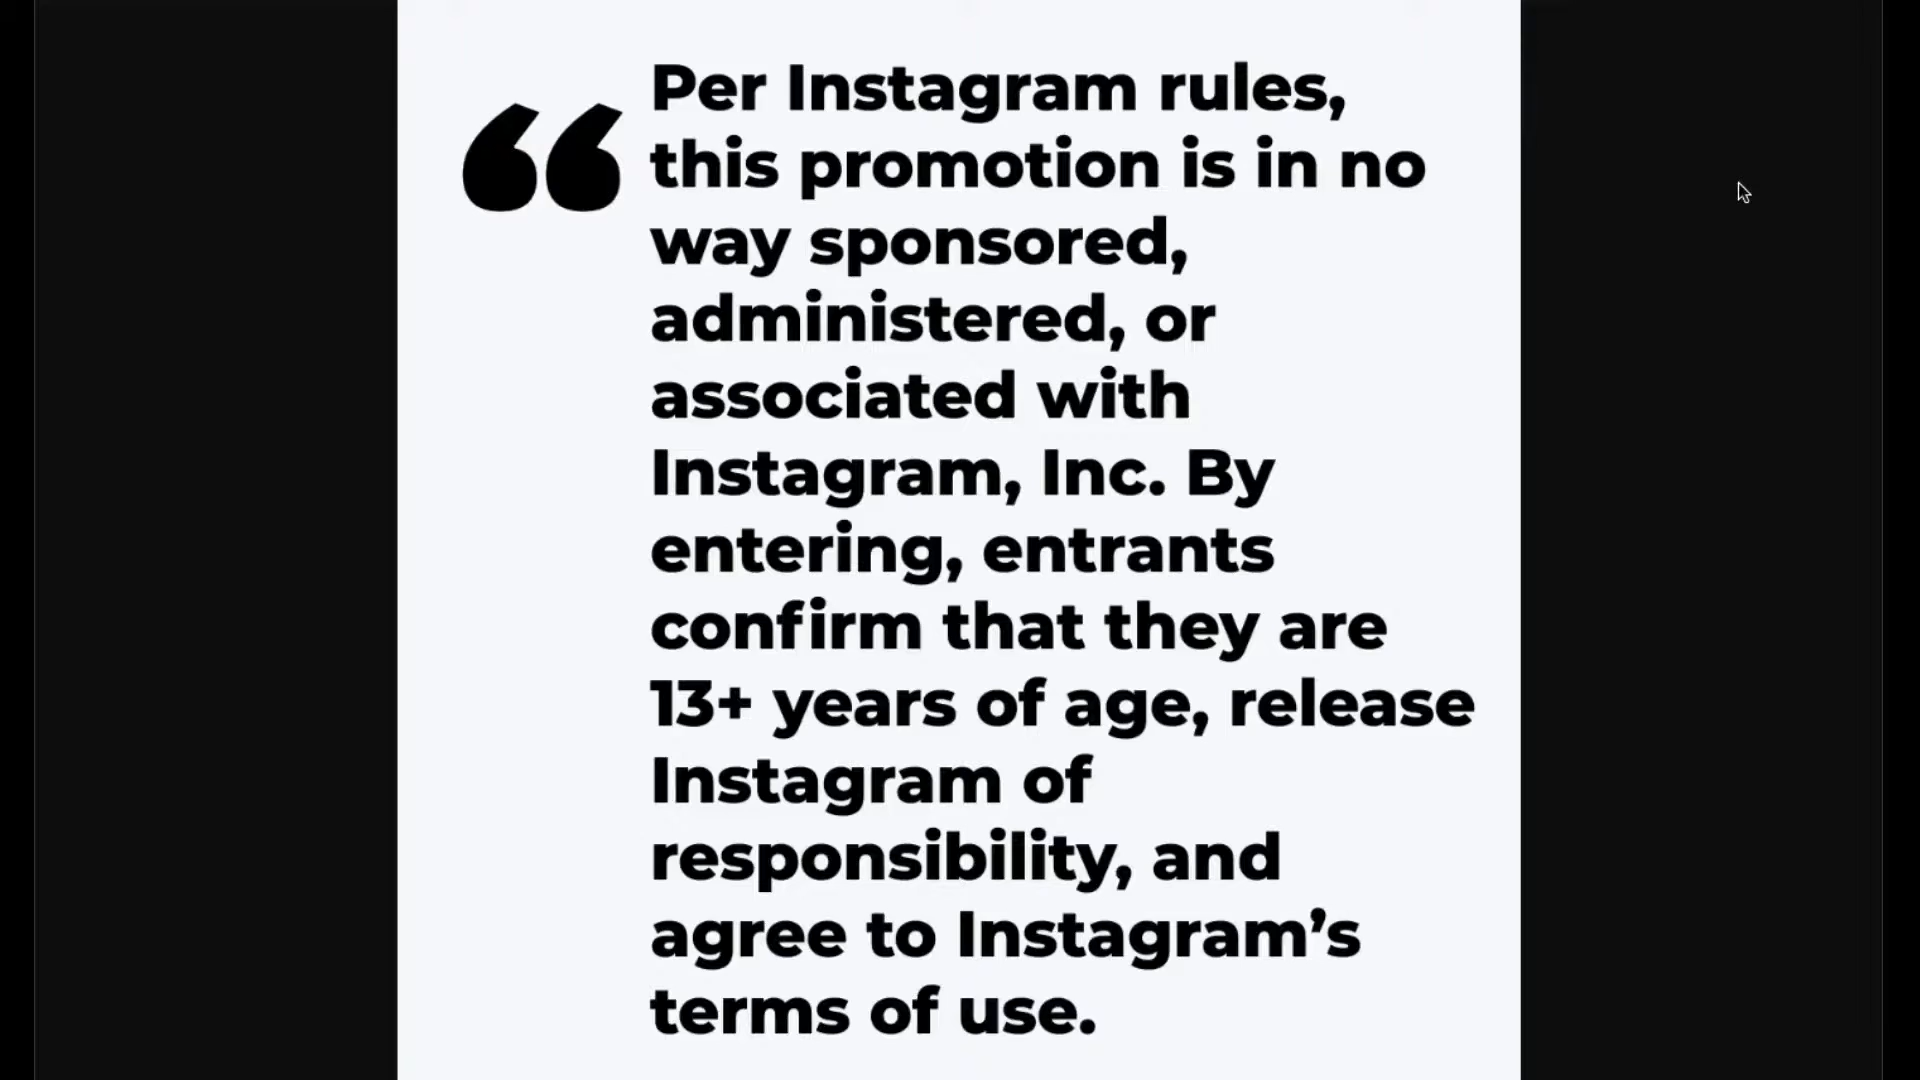 “Per Instagram rules,
this promotion is in no
way sponsored,
administered, or
associated with
Instagram, Inc. By
entering, entrants
confirm that they are
13+ years of age, release
Instagram of
responsibility, and
agree to Instagram’s
terms of use.